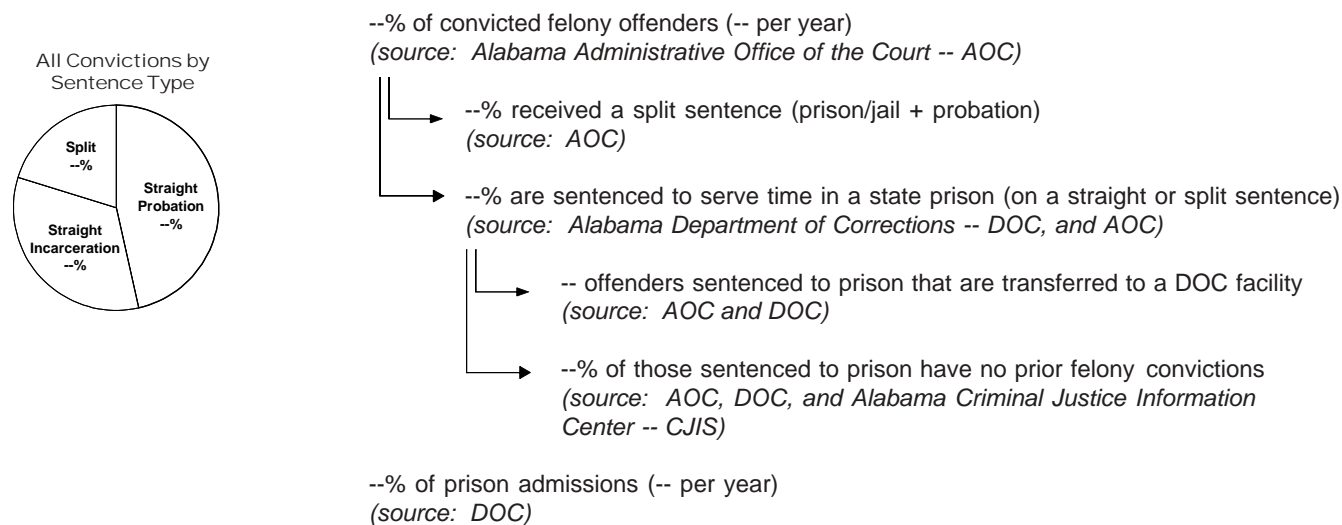 All Convictions by
Sentence Type
Split
--%
Straight
Probation
--%
Straight
Incarceration
--%
--% of convicted felony offenders (-- per year)
(source: Alabama Administrative Office of the Court -- AOC)
--% received a split sentence (prison/jail + probation)
(source: AOC)
--% are sentenced to serve time in a state prison (on a straight or split sentence)
(source: Alabama Department of Corrections -- DOC, and AOC)
-- offenders sentenced to prison that are transferred to a DOC facility
(source: AOC and DOC)
--% of those sentenced to prison have no prior felony convictions
(source: AOC, DOC, and Alabama Criminal Justice Information
Center -- CJIS)
--% of prison admissions (-- per year)
(source: DOC)